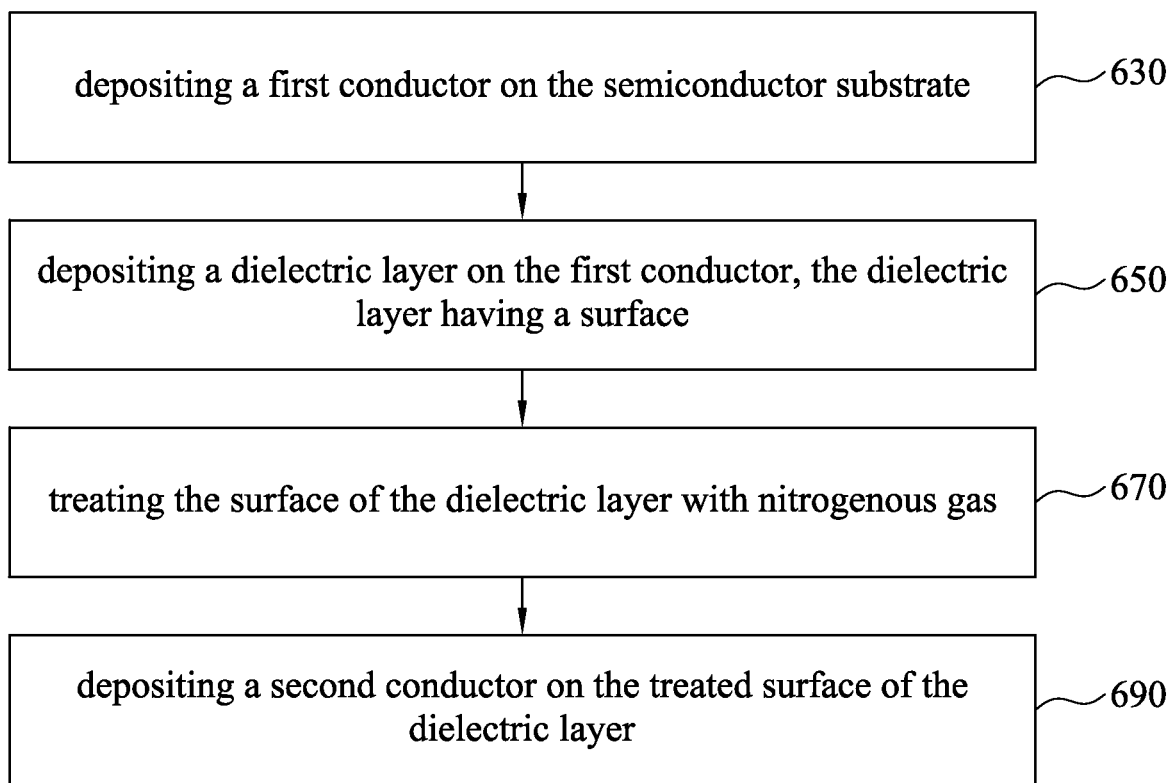 depositing a first conductor on the semiconductor substrate
630
depositing a dielectric layer on the first conductor, the dielectric
layer having a surface
650
treating the surface of the dielectric layer with nitrogenous gas
670
depositing a second conductor on the treated surface of the
dielectric layer
690